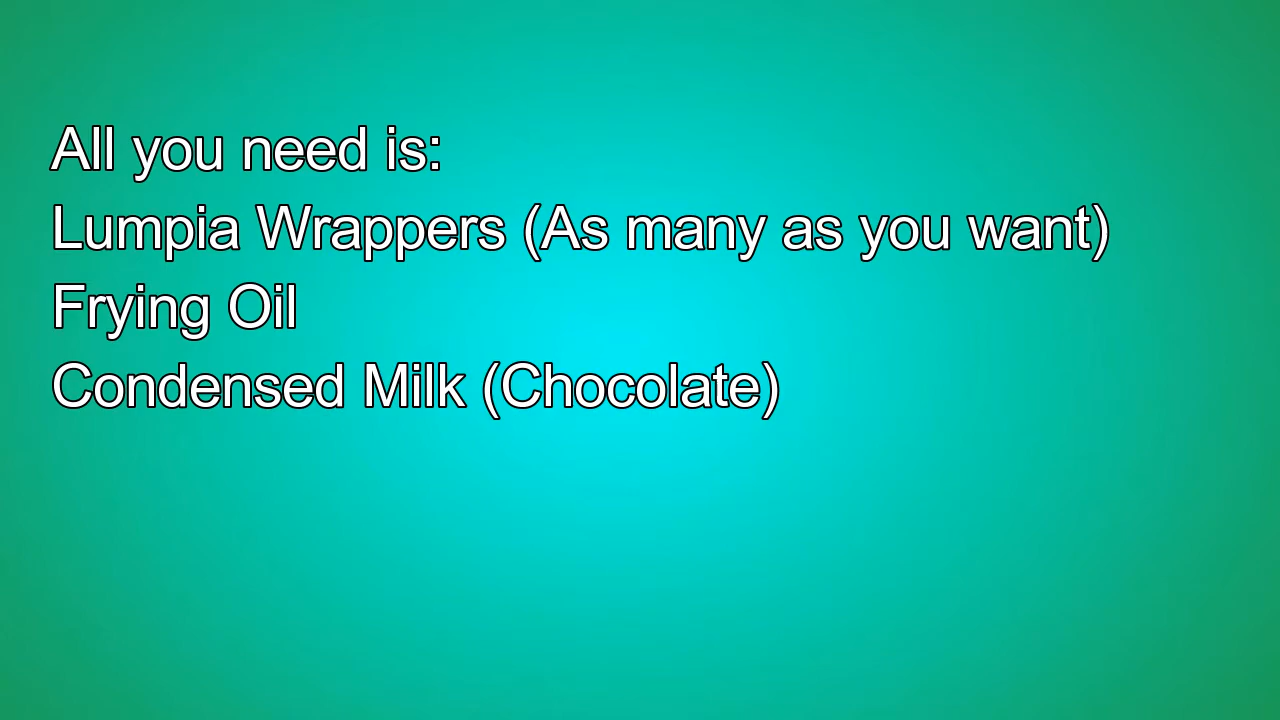 All you need is:
Lumpia Wrappers (As many as you want)
Frying Oil
Condensed Milk (Chocolate)